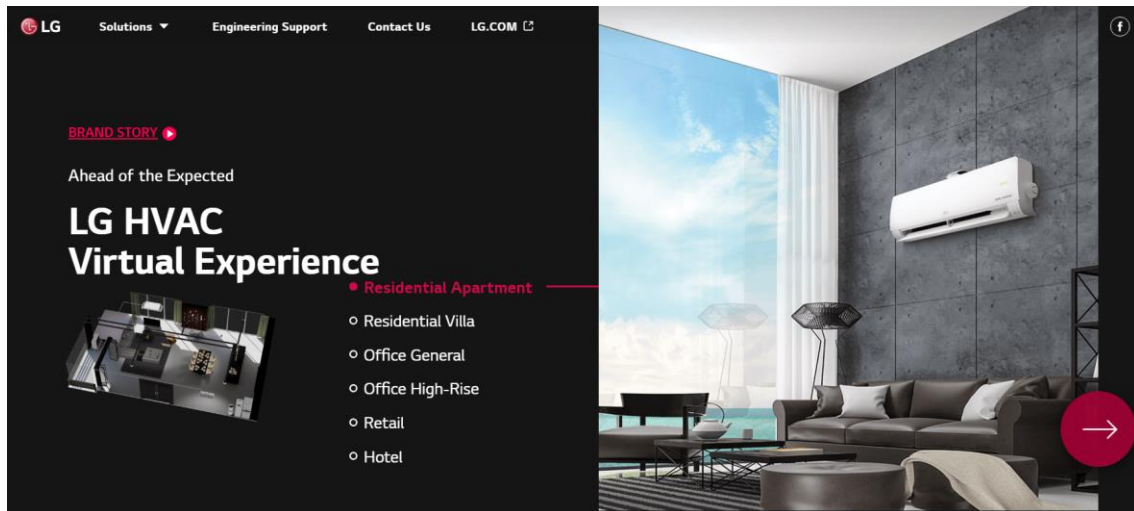 LG
Solutions
Engineering Support
Contact Us
LG.COM
f
BRAND STORY
Ahead of the Expected
LG HVAC
Virtual Experience
Residential Apartment
Residential Villa
Office General
Office High-Rise
Retail
Hotel